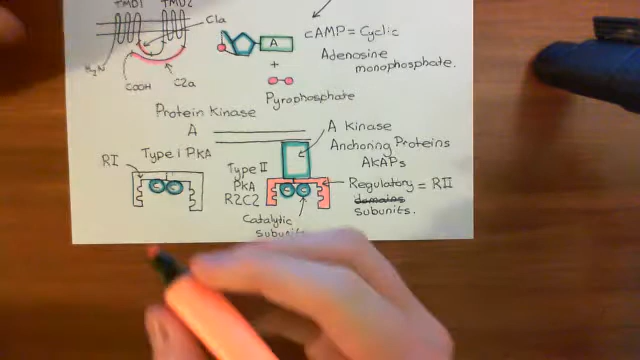 TMD1 TMD2
C1a
H2N
COOH
C2a
A
cAMP = Cyclic
Adenosine
monophosphate.
+
Pyrophosphate
Protein Kinase
A
A Kinase
Anchoring Proteins
AKAPs
RI
Type I PKA
Type II
PKA
R2C2
C C
C C
Regulatory = RII
domains
subunits.
Catalytic
subunits